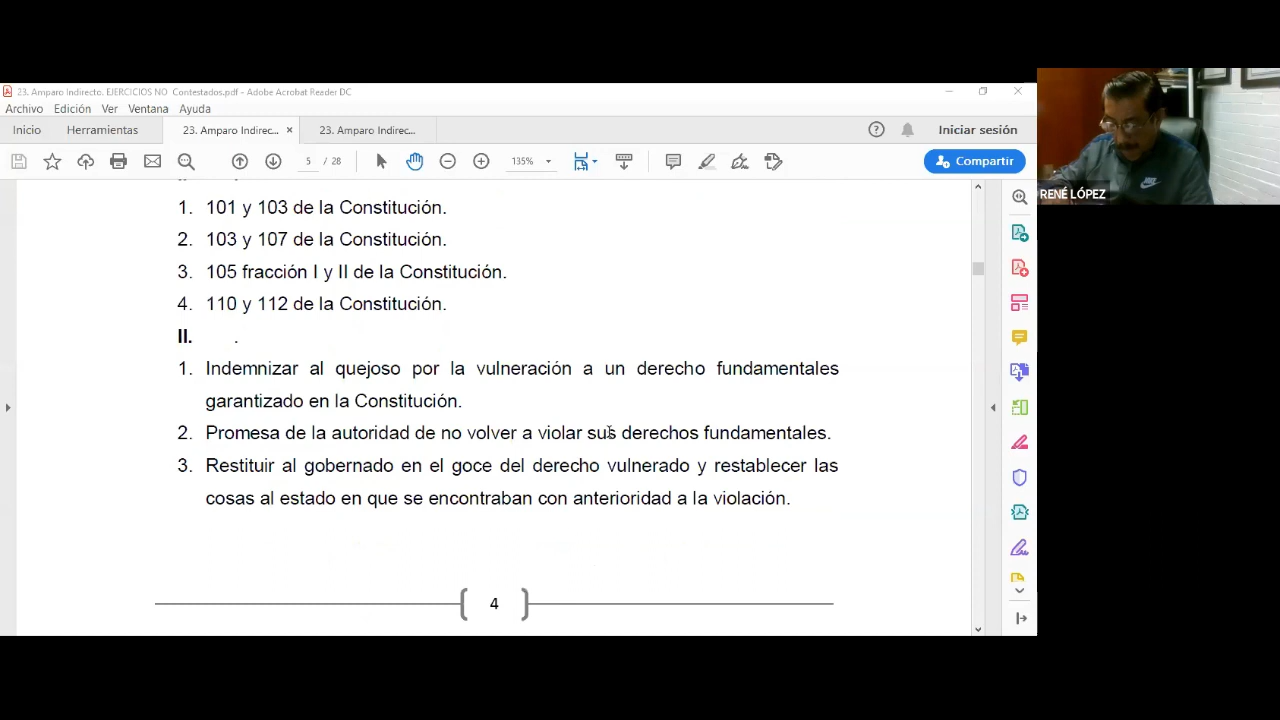 23. Amparo Indirecto. EJERCICIOS NO Contestados.pdf - Adobe Acrobat Reader DC
Archivo Edición Ver Ventana Ayuda
Inicio Herramientas 23. Amparo Indirec... × 23. Amparo Indirec... Iniciar sesión
5 / 28 135% Compartir
1. 101 y 103 de la Constitución.
2. 103 y 107 de la Constitución.
3. 105 fracción I y II de la Constitución.
4. 110 y 112 de la Constitución.
II. .
1. Indemnizar al quejoso por la vulneración a un derecho fundamentales
garantizado en la Constitución.
2. Promesa de la autoridad de no volver a violar sus derechos fundamentales.
3. Restituir al gobernado en el goce del derecho vulnerado y restablecer las
cosas al estado en que se encontraban con anterioridad a la violación.
4
RENÉ LÓPEZ